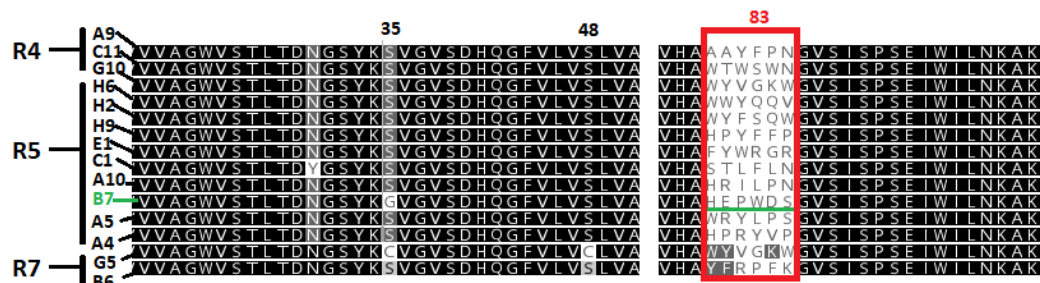 35 48 83
R4
R5
R7
A9 VVAGWVSTLTDNGSYKSVGVSDHQGFVLVSLVA VHAAAYFPNGVSISPSEIWILNKAK
C11 VVAGWVSTLTDNGSYKSVGVSDHQGFVLVSLVA VHAWTWSWNGVSISPSEIWILNKAK
G10 VVAGWVSTLTDNGSYKSVGVSDHQGFVLVSLVA VHAWYVGKWGVSISPSEIWILNKAK
H6 VVAGWVSTLTDNGSYKSVGVSDHQGFVLVSLVA VHAWWYQQVGVSISPSEIWILNKAK
H2 VVAGWVSTLTDNGSYKSVGVSDHQGFVLVSLVA VHAWYFSQWGVSISPSEIWILNKAK
H9 VVAGWVSTLTDNGSYKSVGVSDHQGFVLVSLVA VHAHPYFFPGVSISPSEIWILNKAK
E1 VVAGWVSTLTDNGSYKSVGVSDHQGFVLVSLVA VHAFYWRGRGVSISPSEIWILNKAK
C1 VVAGWVSTLTDYGSYKSVGVSDHQGFVLVSLVA VHASTLFLNGVSISPSEIWILNKAK
A10 VVAGWVSTLTDNGSYKSVGVSDHQGFVLVSLVA VHAHRILPNGVSISPSEIWILNKAK
B7 VVAGWVSTLTDNGSYKGVGVSDHQGFVLVSLVA VHAHEPWDSGVSISPSEIWILNKAK
A5 VVAGWVSTLTDNGSYKSVGVSDHQGFVLVSLVA VHAWRYLPSGVSISPSEIWILNKAK
A4 VVAGWVSTLTDNGSYKSVGVSDHQGFVLVSLVA VHAHPRYVPGVSISPSEIWILNKAK
G5 VVAGWVSTLTDNGSYKCVGVSDHQGFVLVCLVA VHAWYVGKWGVSISPSEIWILNKAK
B6 VVAGWVSTLTDNGSYKSVGVSDHQGFVLVSLVA VHAYFRPFKGVSISPSEIWILNKAK